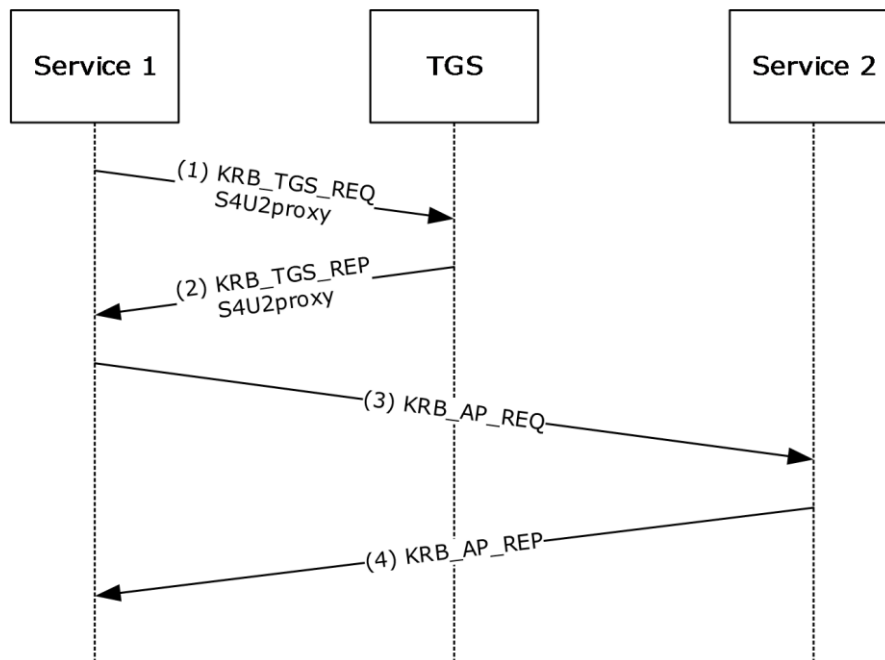 Service 1
TGS
Service 2
(1) KRB_TGS_REQ
S4U2proxy
(2) KRB_TGS_REP
S4U2proxy
(3) KRB_AP_REQ
(4) KRB_AP_REP